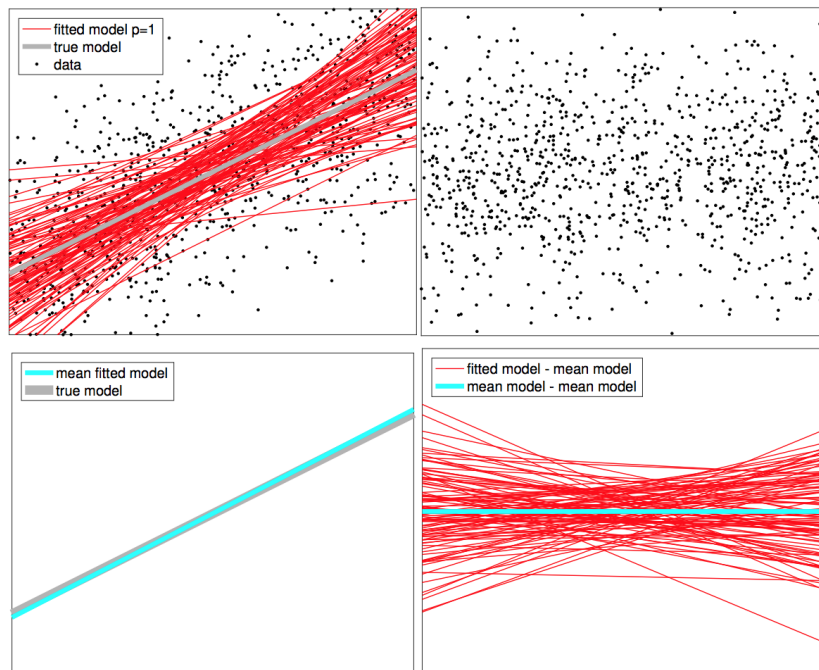 fitted model p=1
true model
data
mean fitted model
true model
fitted model - mean model
mean model - mean model